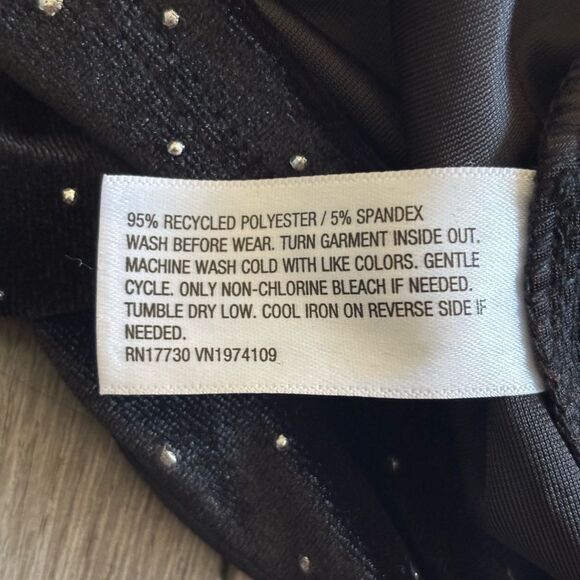 95% RECYCLED POLYESTER / 5% SPANDEX
WASH BEFORE WEAR. TURN GARMENT INSIDE OUT.
MACHINE WASH COLD WITH LIKE COLORS. GENTLE
CYCLE. ONLY NON-CHLORINE BLEACH IF NEEDED.
TUMBLE DRY LOW. COOL IRON ON REVERSE SIDE IF
NEEDED.
RN17730 VN1974109